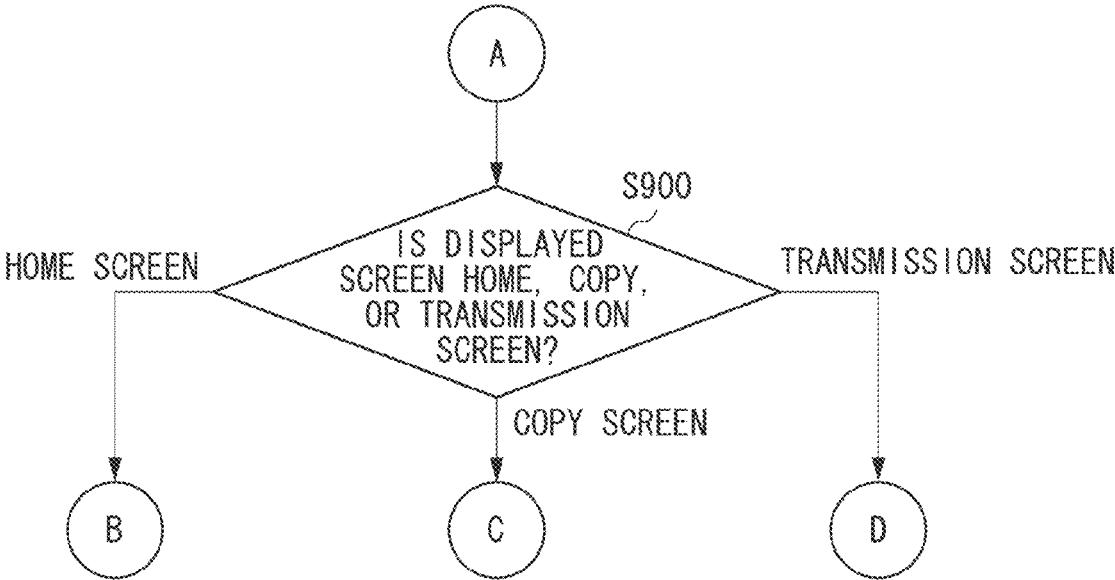 A
S900
IS DISPLAYED
SCREEN HOME, COPY,
OR TRANSMISSION
SCREEN?
HOME SCREEN
TRANSMISSION SCREEN
COPY SCREEN
B
C
D